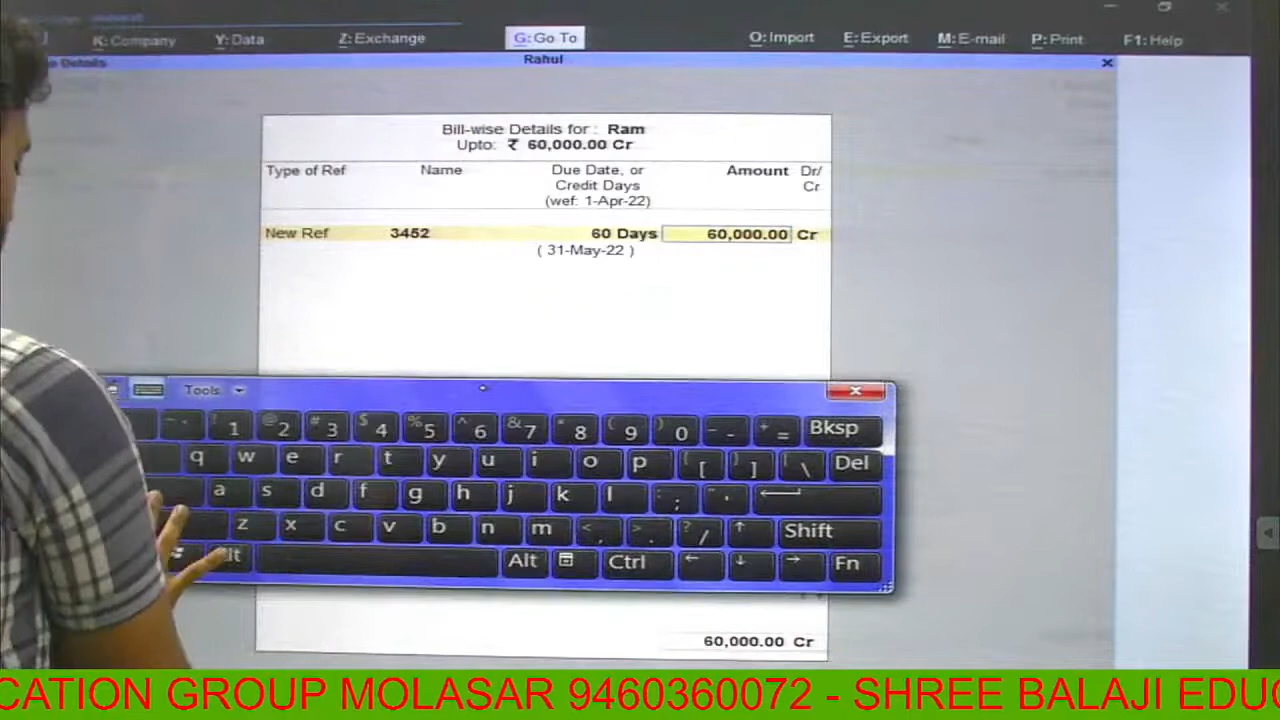 K: Company Y: Data Z: Exchange G: Go To O: Import E: Export M: E-mail P: Print F1: Help
Details Rahul ×
Bill-wise Details for : Ram
Upto: ₹ 60,000.00 Cr
Type of Ref Name Due Date, or Amount Dr/
Credit Days Cr
(wef: 1-Apr-22)
New Ref 3452 60 Days 60,000.00 Cr
( 31-May-22 )
Tools
! 1 @ 2 # 3 $ 4 % 5 ^ 6 & 7 * 8 ( 9 ) 0 _ - + = Bksp
q w e r t y u i o p { [ } ] | \ Del
a s d f g h j k l : ; " '
z x c v b n m < , > . ? / ↑ Shift
Alt Alt Ctrl ← ↓ → Fn
60,000.00 Cr
CATION GROUP MOLASAR 9460360072 - SHREE BALAJI EDUC